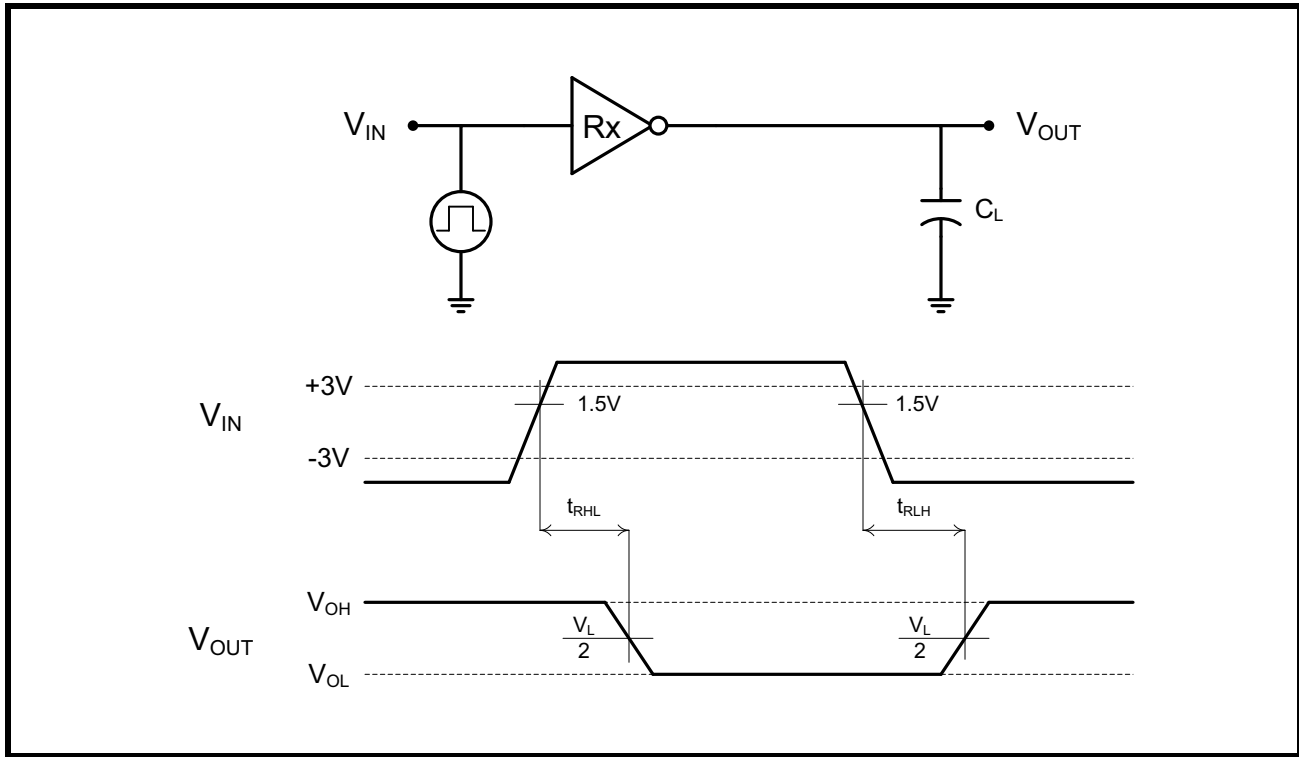 V_IN
Rx
V_OUT
C_L
V_IN
+3V
1.5V
1.5V
-3V
t_RHL
t_RLH
V_OUT
V_OH
V_L
2
V_L
2
V_OL